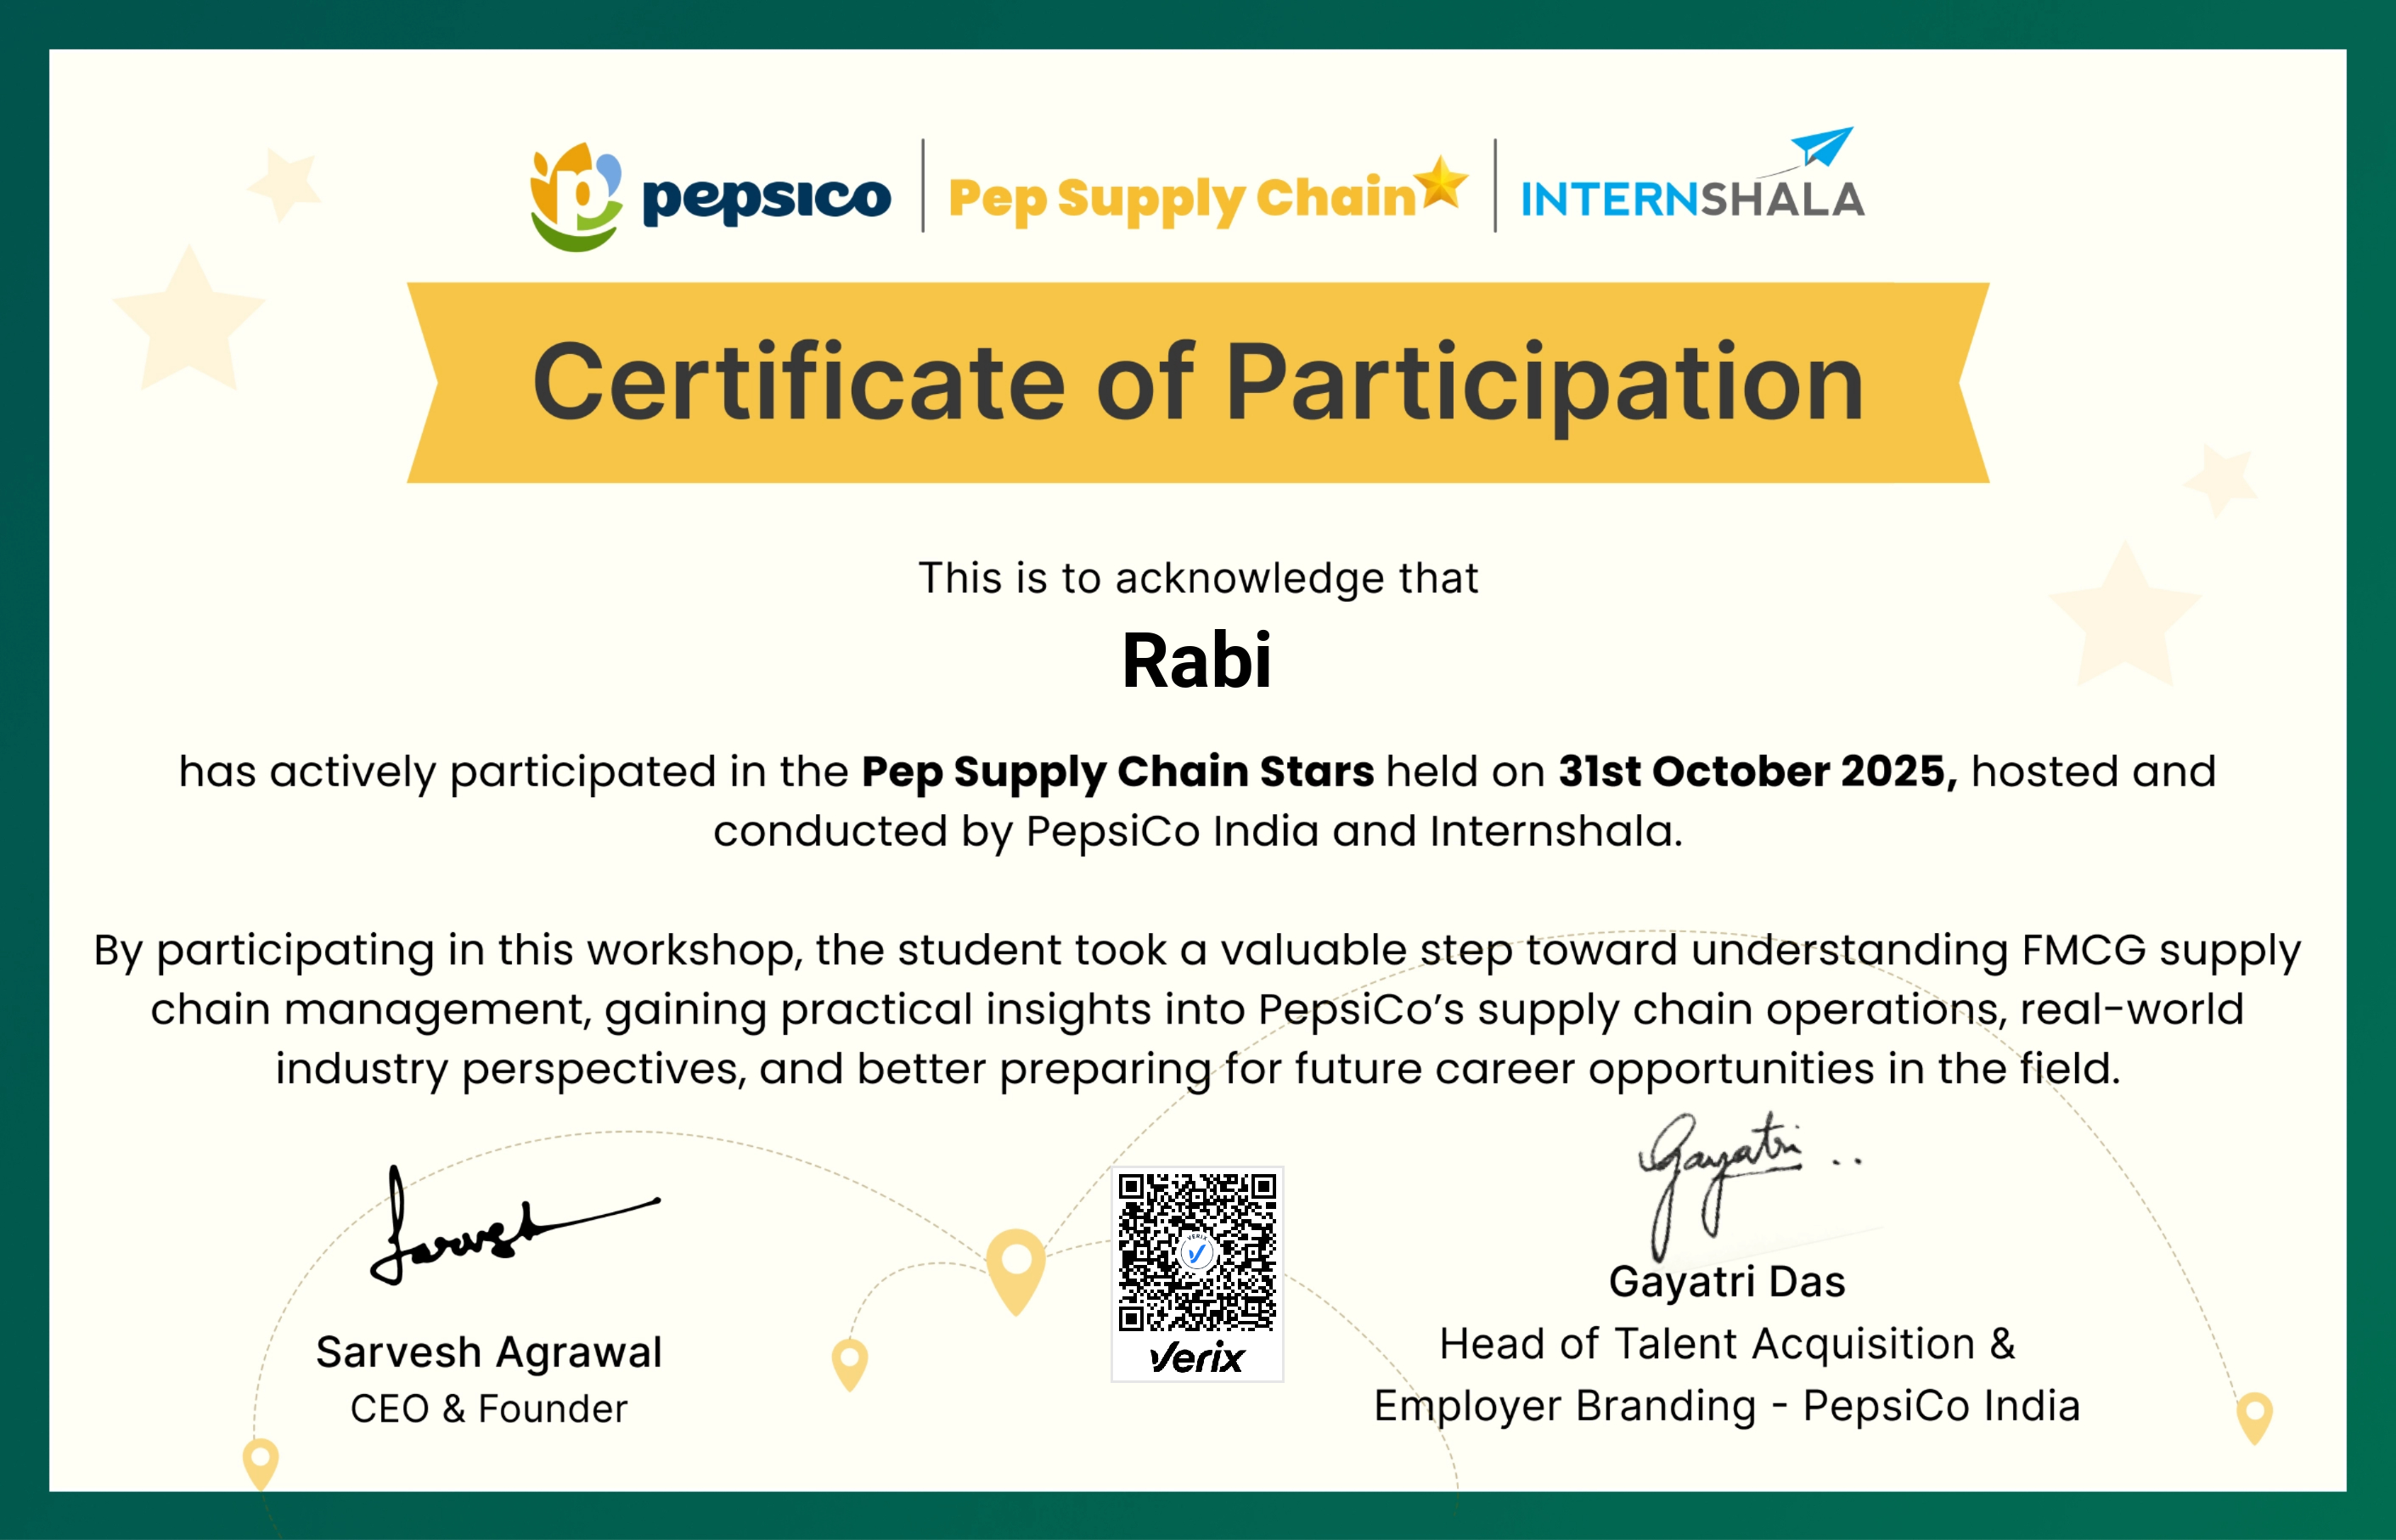 pepsico
Pep Supply Chain
INTERNSHALA
Certificate of Participation
This is to acknowledge that
Rabi
has actively participated in the Pep Supply Chain Stars held on 31st October 2025, hosted and
conducted by PepsiCo India and Internshala.
By participating in this workshop, the student took a valuable step toward understanding FMCG supply
chain management, gaining practical insights into PepsiCo’s supply chain operations, real-world
industry perspectives, and better preparing for future career opportunities in the field.
Sarvesh
Sarvesh Agrawal
CEO & Founder
VERIX
Verix
Gayatri ..
Gayatri Das
Head of Talent Acquisition &
Employer Branding - PepsiCo India